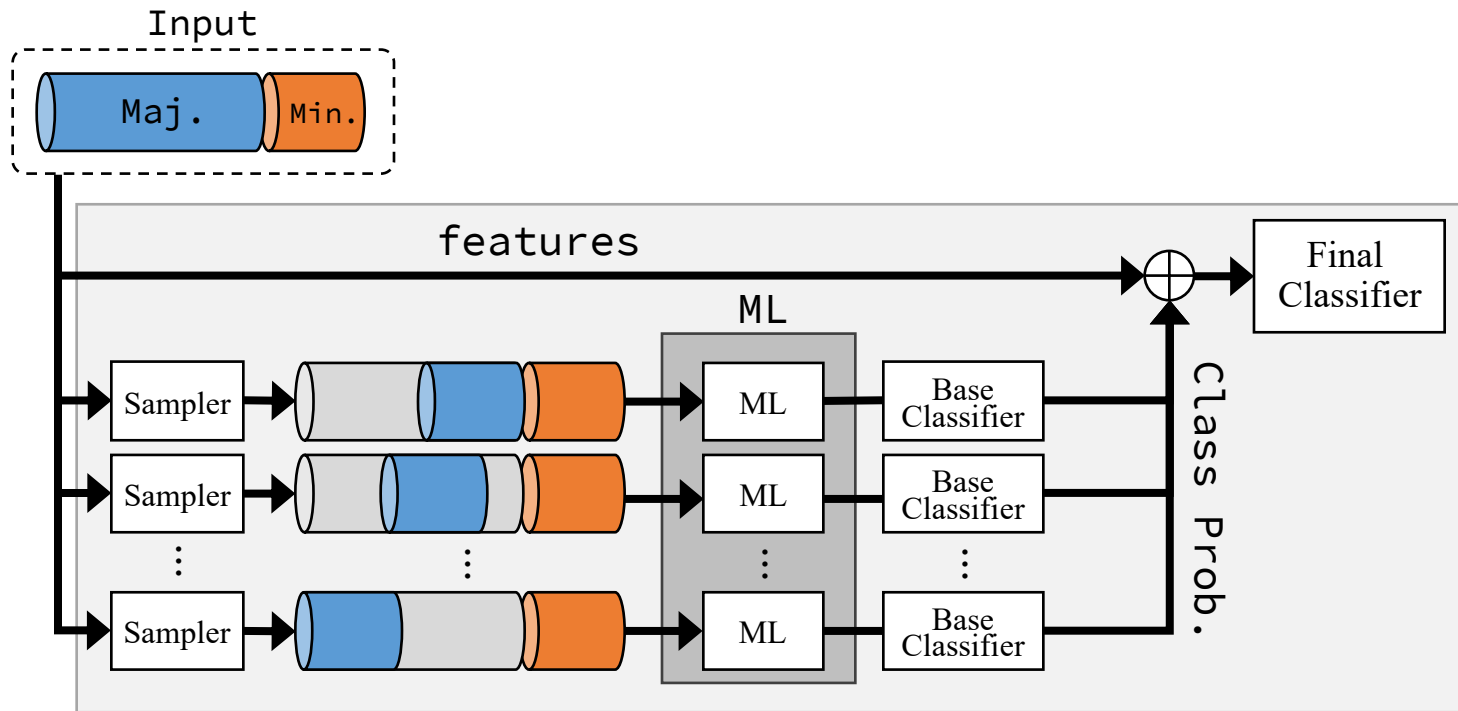 Input
Maj.
Min.
features
Final
Classifier
ML
Sampler
ML
Base
Classifier
Sampler
ML
Base
Classifier
Sampler
ML
Base
Classifier
Class Prob.